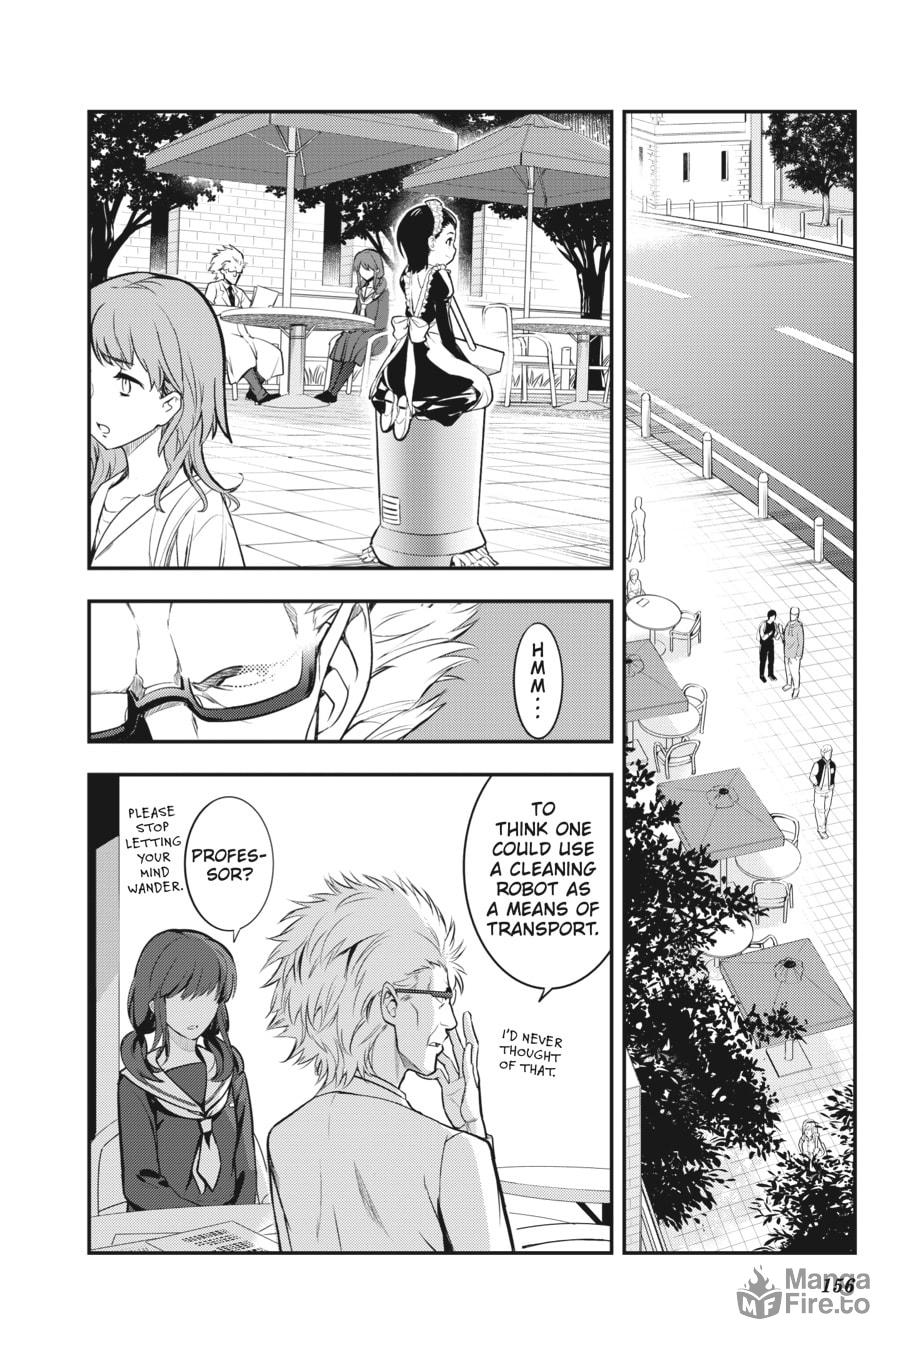 HMM...
TO
THINK ONE
COULD USE
A CLEANING
ROBOT AS
A MEANS OF
TRANSPORT.
I'D NEVER
THOUGHT
OF THAT.
PROFES-
SOR?
PLEASE
STOP
LETTING
YOUR
MIND
WANDER.
156
Manga
Fire.to
MF